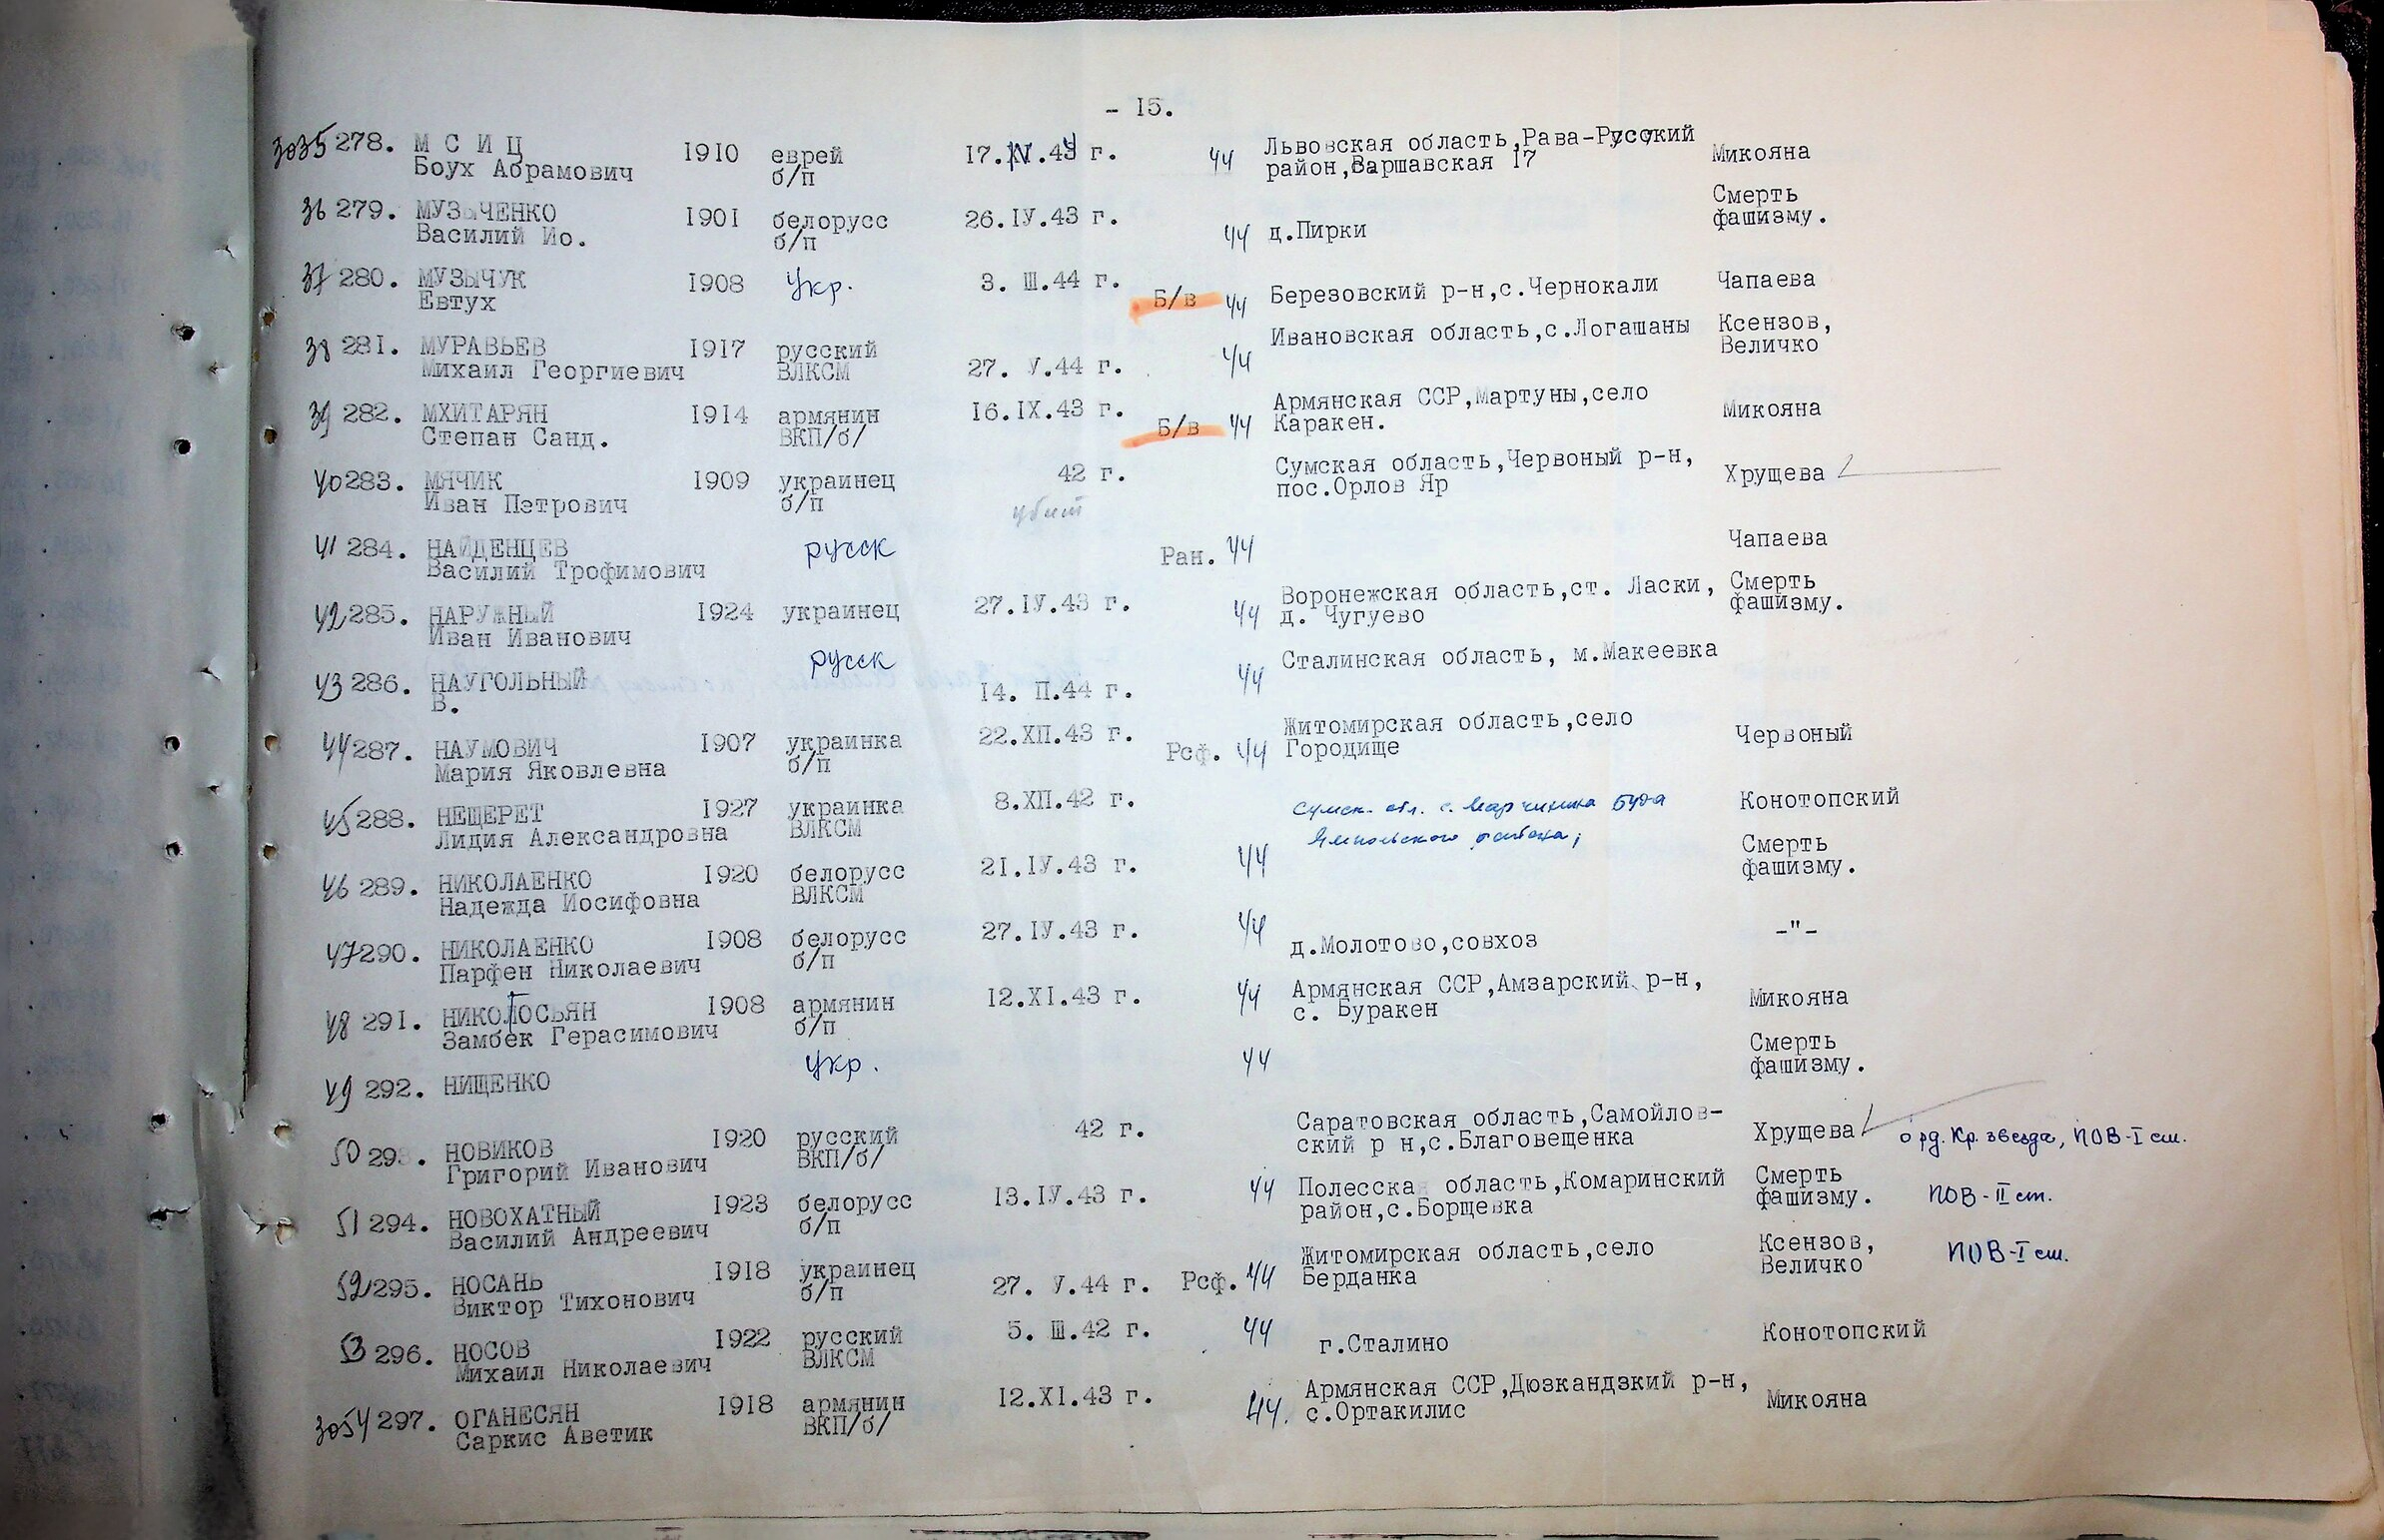 - 15.
3035 278. М С И Ц 1910 еврей 17.IV.44 г. 44 Львовская область,Рава-Русский Микояна
Боух Абрамович б/п район,Варшавская 17
36 279. МУЗЫЧЕНКО 1901 белорусс 26.IУ.43 г. 44 д.Пирки Смерть
Василий Ио. б/п фашизму.
37 280. МУЗЫЧУК 1908 Укр. 3. Ш.44 г. Б/в 44 Березовский р-н,с.Чернокали Чапаева
Евтух
38 281. МУРАВЬЕВ 1917 русский 27. У.44 г. 44 Ивановская область,с.Логашаны Ксензов,
Михаил Георгиевич ВЛКСМ Величко
39 282. МХИТАРЯН 1914 армянин 16.IX.43 г. Б/в 44 Армянская ССР,Мартуны,село Микояна
Степан Санд. ВКП/б/ Каракен.
40 283. МЯЧИК 1909 украинец 42 г. Сумская область,Червоный р-н, Хрущева
Иван Петрович б/п убит пос.Орлов Яр
41 284. НАЙДЕНЦЕВ русск Ран. 44 Чапаева
Василий Трофимович
42 285. НАРУЖНЫЙ 1924 украинец 27.IУ.43 г. 44 Воронежская область,ст. Ласки, Смерть
Иван Иванович д. Чугуево фашизму.
43 286. НАУГОЛЬНЫЙ русск 14. П.44 г. 44 Сталинская область, м.Макеевка
В.
44 287. НАУМОВИЧ 1907 украинка 22.ХП.43 г. Рсф. 44 Житомирская область,село Червоный
Мария Яковлевна б/п Городище
45 288. НЕЩЕРЕТ 1927 украинка 8.ХП.42 г. Сумск. обл. с. Марчихина Буда Конотопский
Лидия Александровна ВЛКСМ Ямпольского района;
46 289. НИКОЛАЕНКО 1920 белорусс 21.IУ.43 г. 44 Смерть
Надежда Иосифовна ВЛКСМ фашизму.
47 290. НИКОЛАЕНКО 1908 белорусс 27.IУ.43 г. 44 д.Молотово,совхоз -"-
Парфен Николаевич б/п
48 291. НИКОГОСЬЯН 1908 армянин 12.XI.43 г. 44 Армянская ССР,Амзарский р-н, Микояна
Замбек Герасимович б/п с. Буракен
49 292. НИЩЕНКО Укр. 44 Смерть
фашизму.
50 293. НОВИКОВ 1920 русский 42 г. Саратовская область,Самойлов- Хрущева орд. Кр. звезда, ПОВ-I ст.
Григорий Иванович ВКП/б/ ский р н,с.Благовещенка
51 294. НОВОХАТНЫЙ 1923 белорусс 13.IУ.43 г. 44 Полесска область,Комаринский Смерть ПОВ-II ст.
Василий Андреевич б/п район,с.Борщевка фашизму.
52 295. НОСАНЬ 1918 украинец 27. У.44 г. Рсф. 44 Житомирская область,село Ксензов, ПОВ-I ст.
Виктор Тихонович б/п Берданка Величко
53 296. НОСОВ 1922 русский 5. Ш.42 г. 44 г.Сталино Конотопский
Михаил Николаевич ВЛКСМ
3054 297. ОГАНЕСЯН 1918 армянин 12.XI.43 г. 44. Армянская ССР,Дюзкандзкий р-н, Микояна
Саркис Аветик ВКП/б/ с.Ортакилис